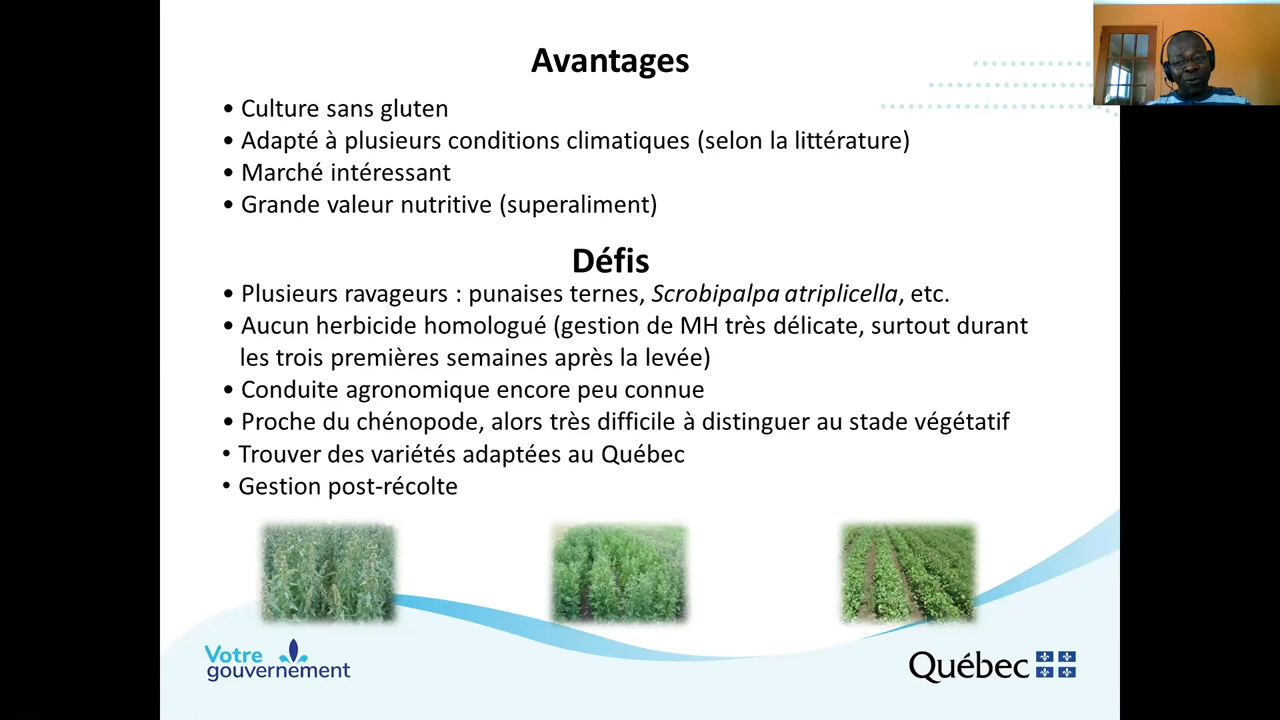 Avantages
• Culture sans gluten
• Adapté à plusieurs conditions climatiques (selon la littérature)
• Marché intéressant
• Grande valeur nutritive (superaliment)
Défis
• Plusieurs ravageurs : punaises ternes, Scrobipalpa atriplicella, etc.
• Aucun herbicide homologué (gestion de MH très délicate, surtout durant
les trois premières semaines après la levée)
• Conduite agronomique encore peu connue
• Proche du chénopode, alors très difficile à distinguer au stade végétatif
• Trouver des variétés adaptées au Québec
• Gestion post-récolte
Votre
gouvernement
Québec